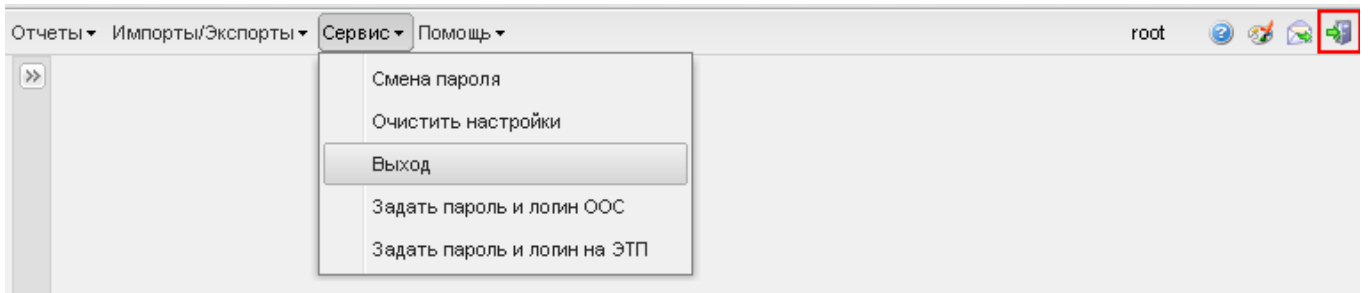 Отчеты Импорты/Экспорты Сервис Помощь root
Смена пароля
Очистить настройки
Выход
Задать пароль и логин ООС
Задать пароль и логин на ЭТП